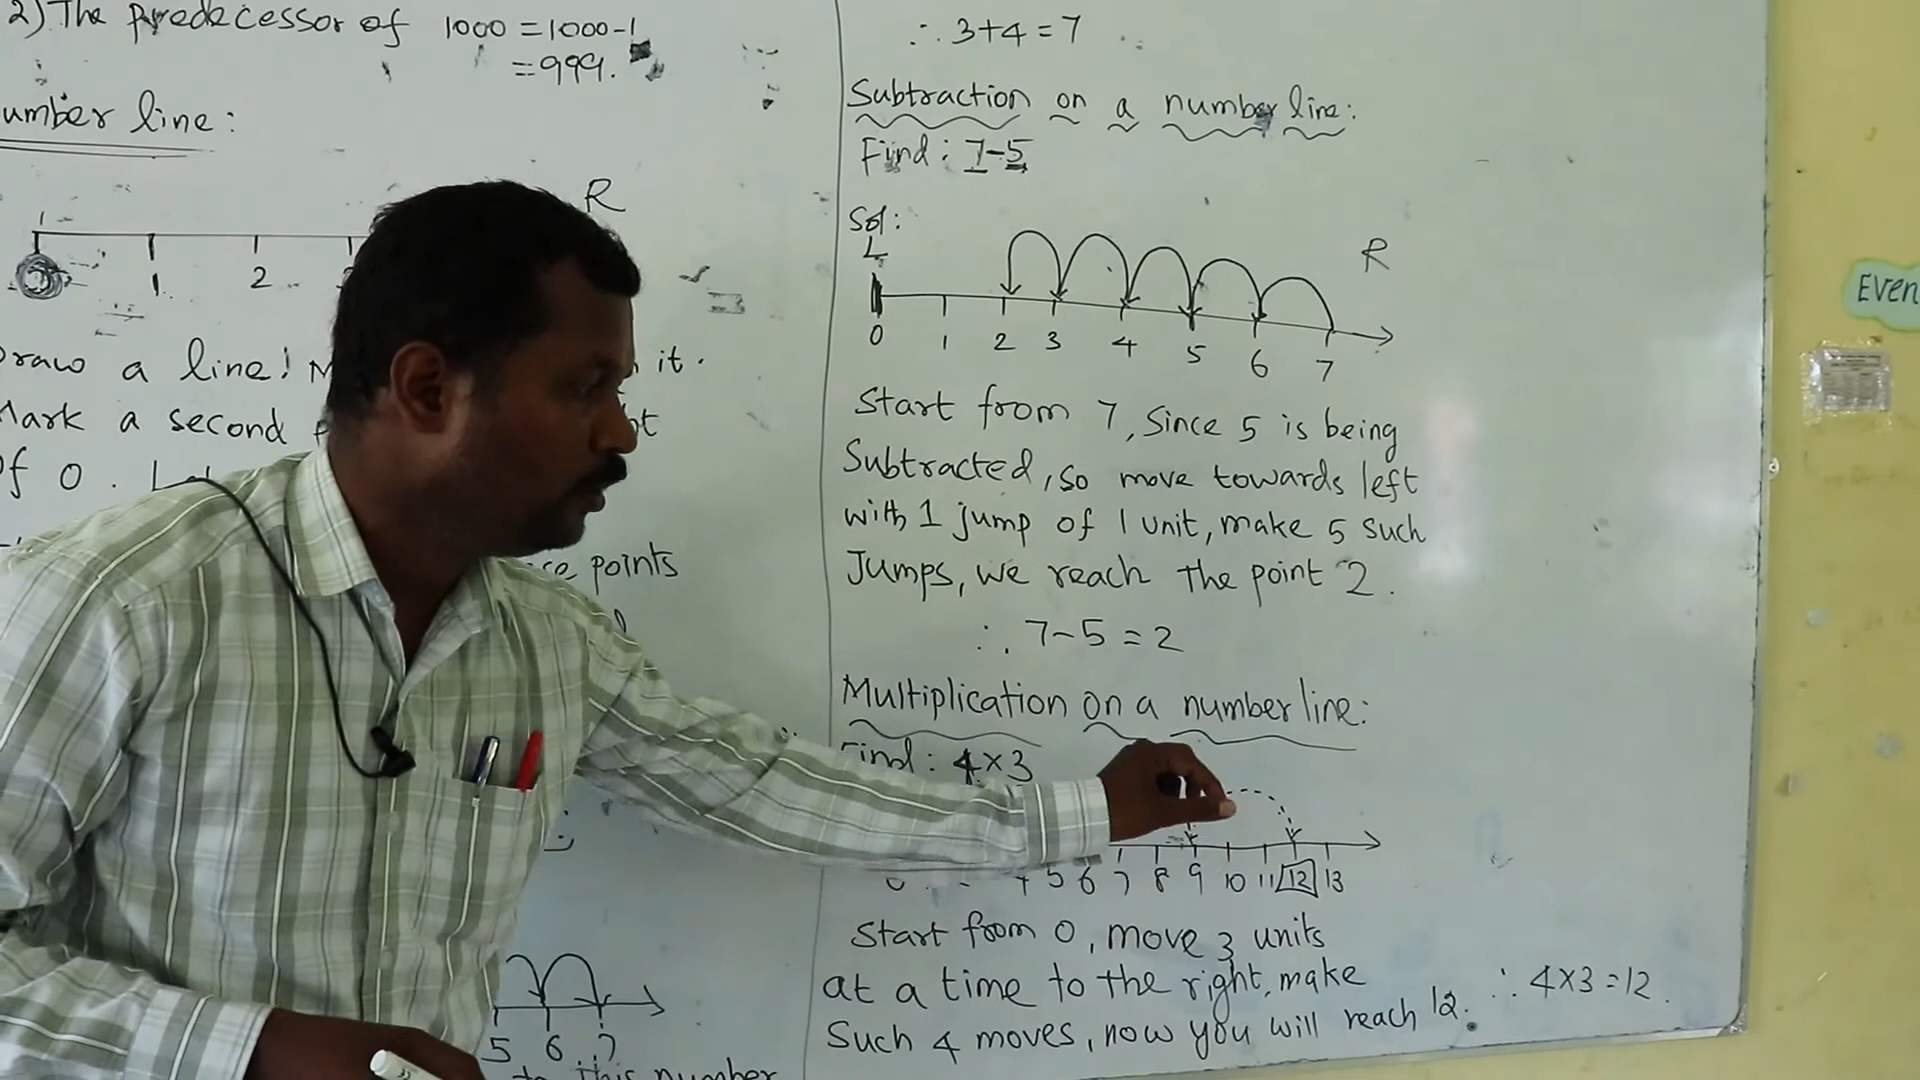 2) The predecessor of 1000 = 1000-1
= 999.
umber line:
R
1 2
Draw a line! it.
Mark a second
of 0.
points
5 6 7
to this number
∴ 3+4 = 7
Subtraction on a number line:
Find: 7-5
Sol:
L R
0 1 2 3 4 5 6 7
Start from 7, Since 5 is being
Subtracted, so move towards left
with 1 jump of 1 unit, make 5 such
Jumps, we reach the point 2.
∴ 7-5 = 2
Multiplication on a number line:
Find: 4×3
5 6 7 8 9 10 11 12 13
Start from 0, move 3 units
at a time to the right, make
Such 4 moves, now you will reach 12. ∴ 4×3 = 12.
Even